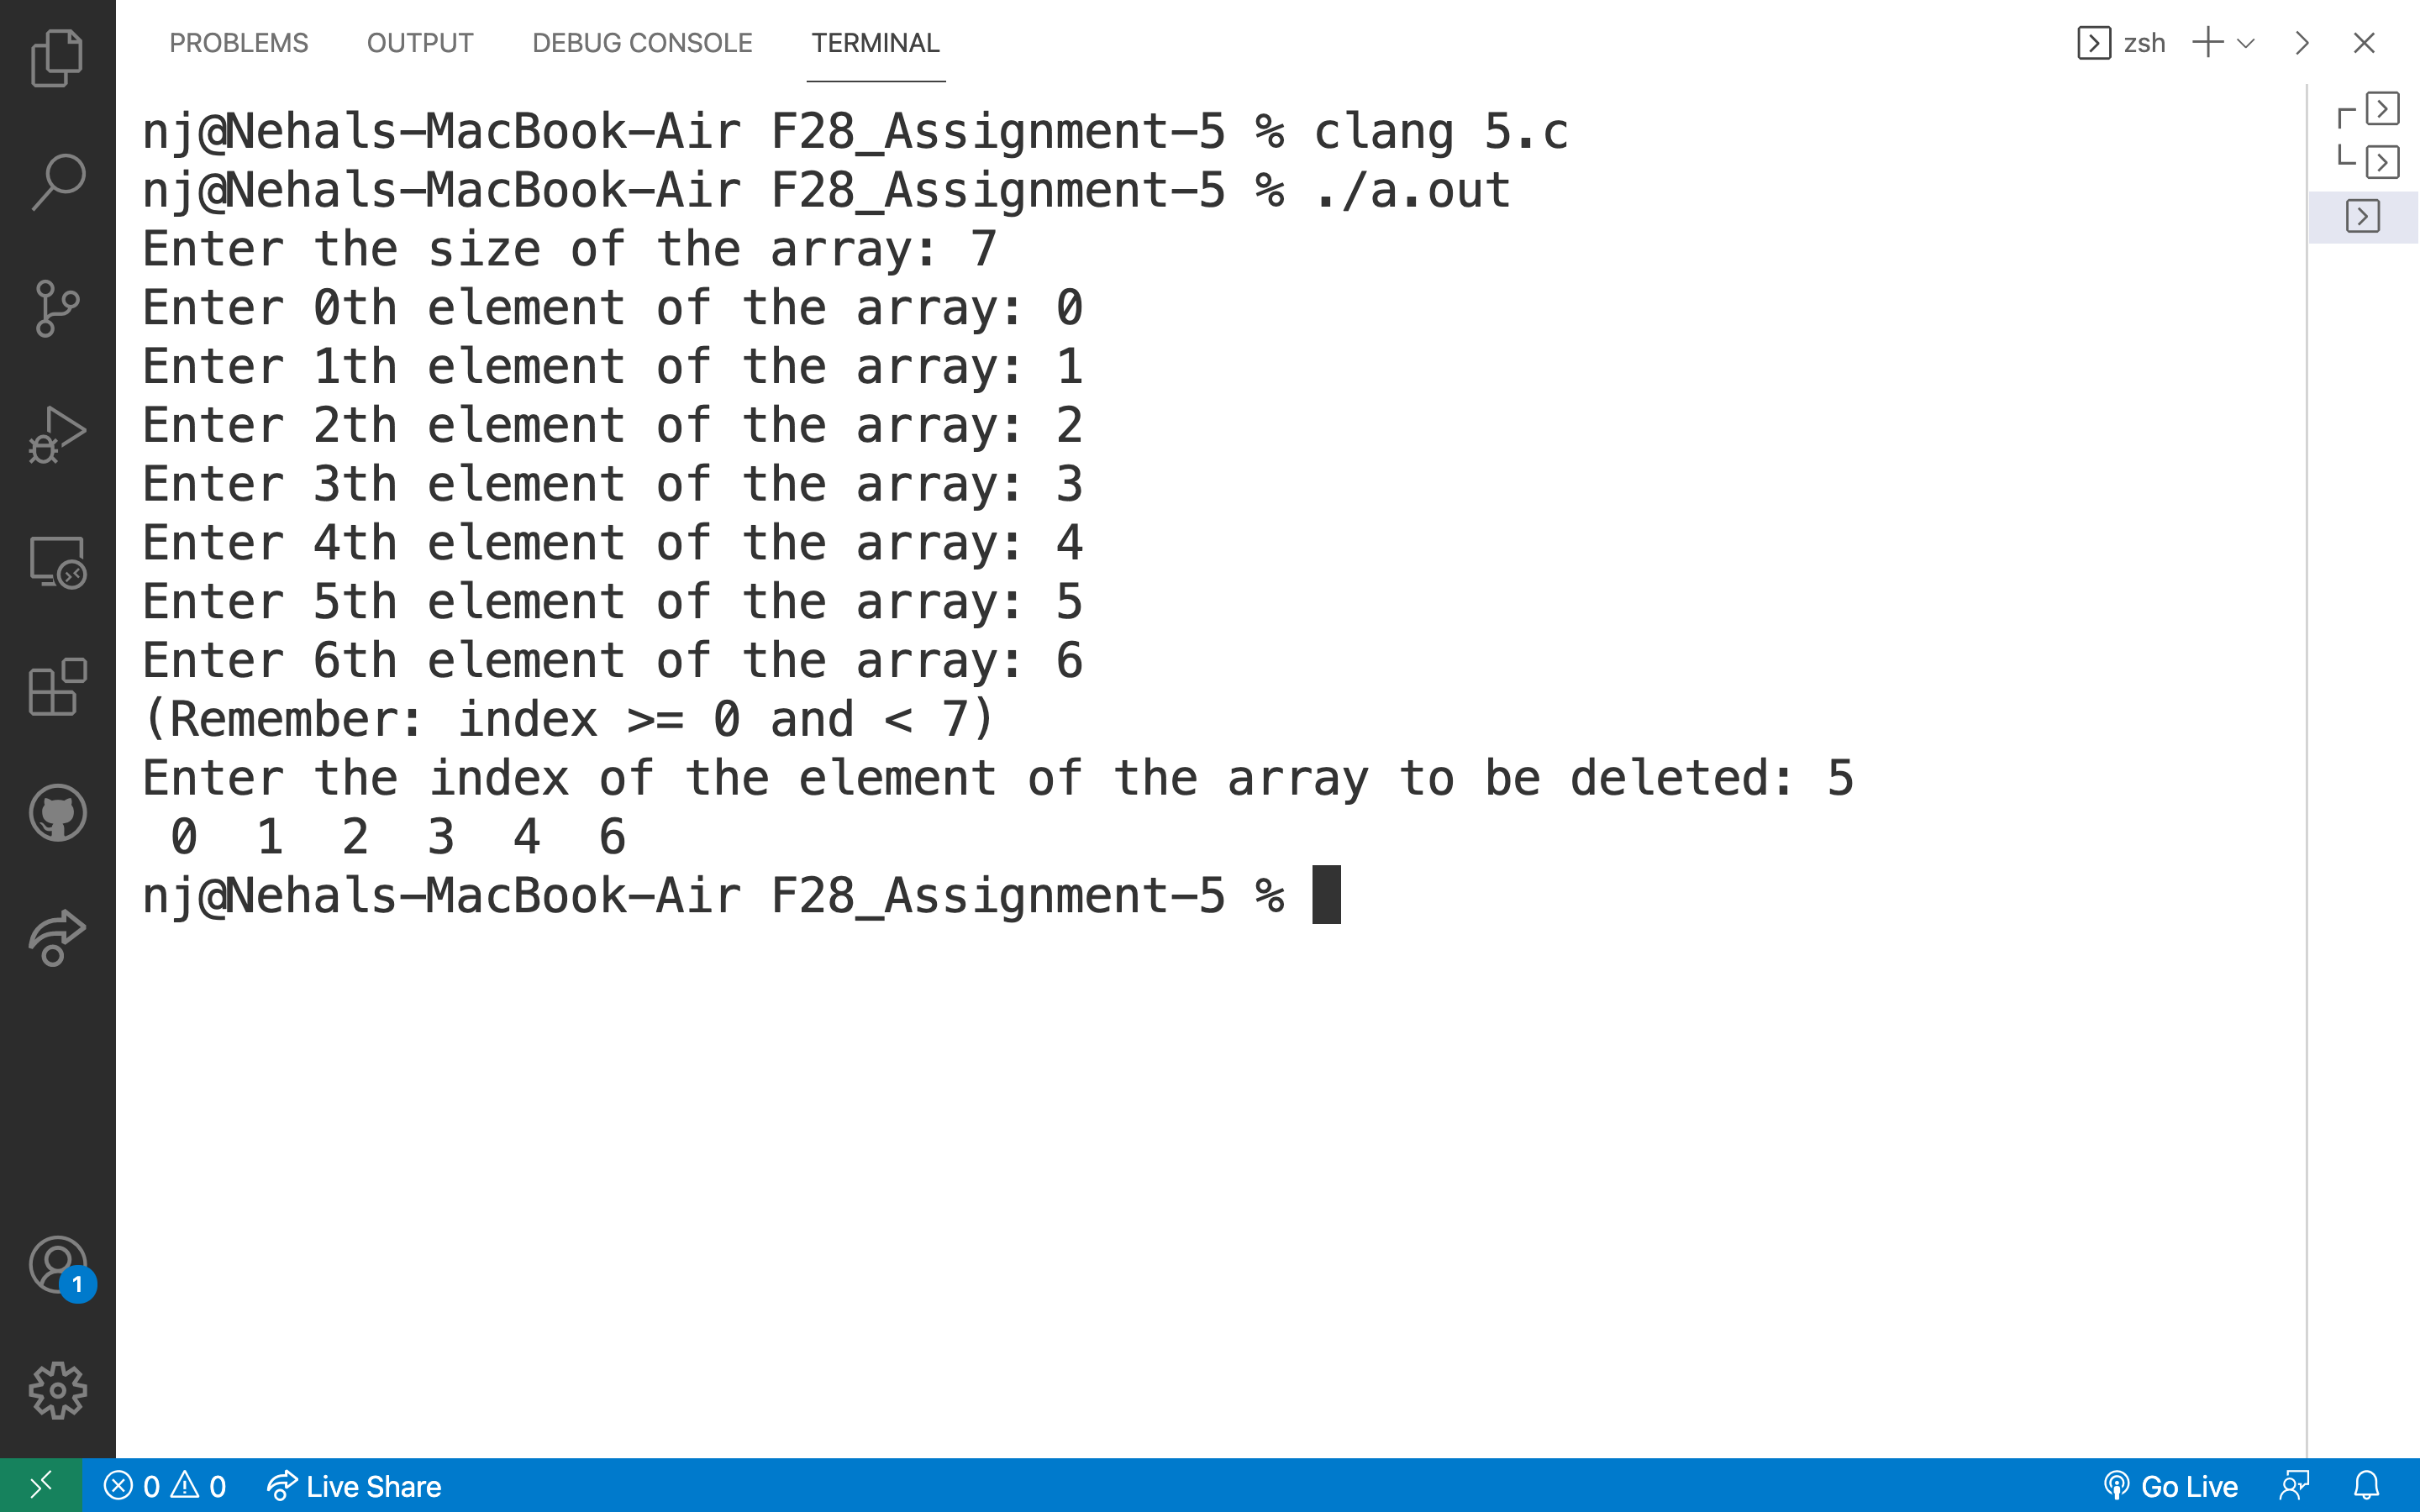 PROBLEMS OUTPUT DEBUG CONSOLE TERMINAL zsh
nj@Nehals-MacBook-Air F28_Assignment-5 % clang 5.c
nj@Nehals-MacBook-Air F28_Assignment-5 % ./a.out
Enter the size of the array: 7
Enter 0th element of the array: 0
Enter 1th element of the array: 1
Enter 2th element of the array: 2
Enter 3th element of the array: 3
Enter 4th element of the array: 4
Enter 5th element of the array: 5
Enter 6th element of the array: 6
(Remember: index >= 0 and < 7)
Enter the index of the element of the array to be deleted: 5
 0  1  2  3  4  6
nj@Nehals-MacBook-Air F28_Assignment-5 %
1
0 0 Live Share Go Live